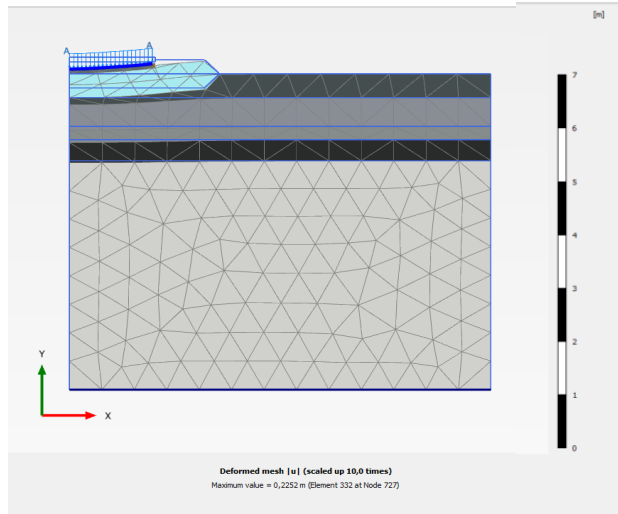 [m]
A
A
7
6
5
4
3
2
1
0
Y
X
Deformed mesh |u| (scaled up 10,0 times)
Maximum value = 0,2252 m (Element 332 at Node 727)